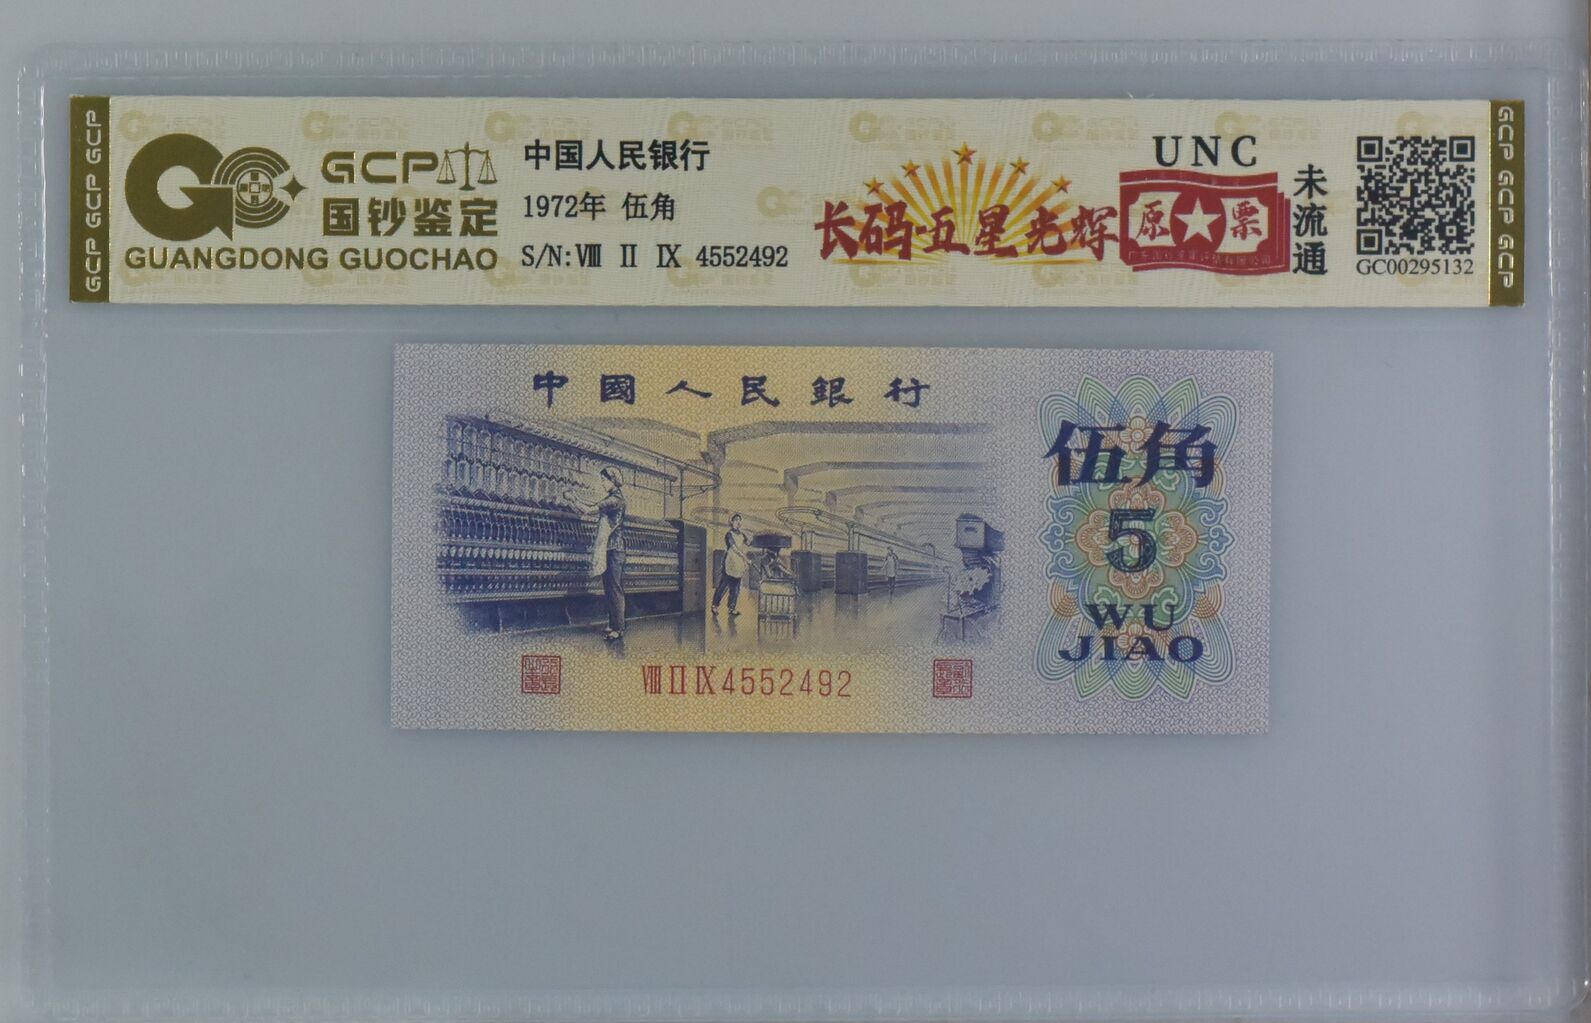 GCP GCP GCP
GCP
国钞鉴定
GUANGDONG GUOCHAO
中国人民银行
1972年 伍角
S/N:Ⅷ Ⅱ Ⅸ 4552492
长码·五星光辉
UNC
原★票
未流通
GC00295132
GCP GCP GCP
中國人民銀行
伍角
5
WU
JIAO
Ⅷ Ⅱ Ⅸ 4552492